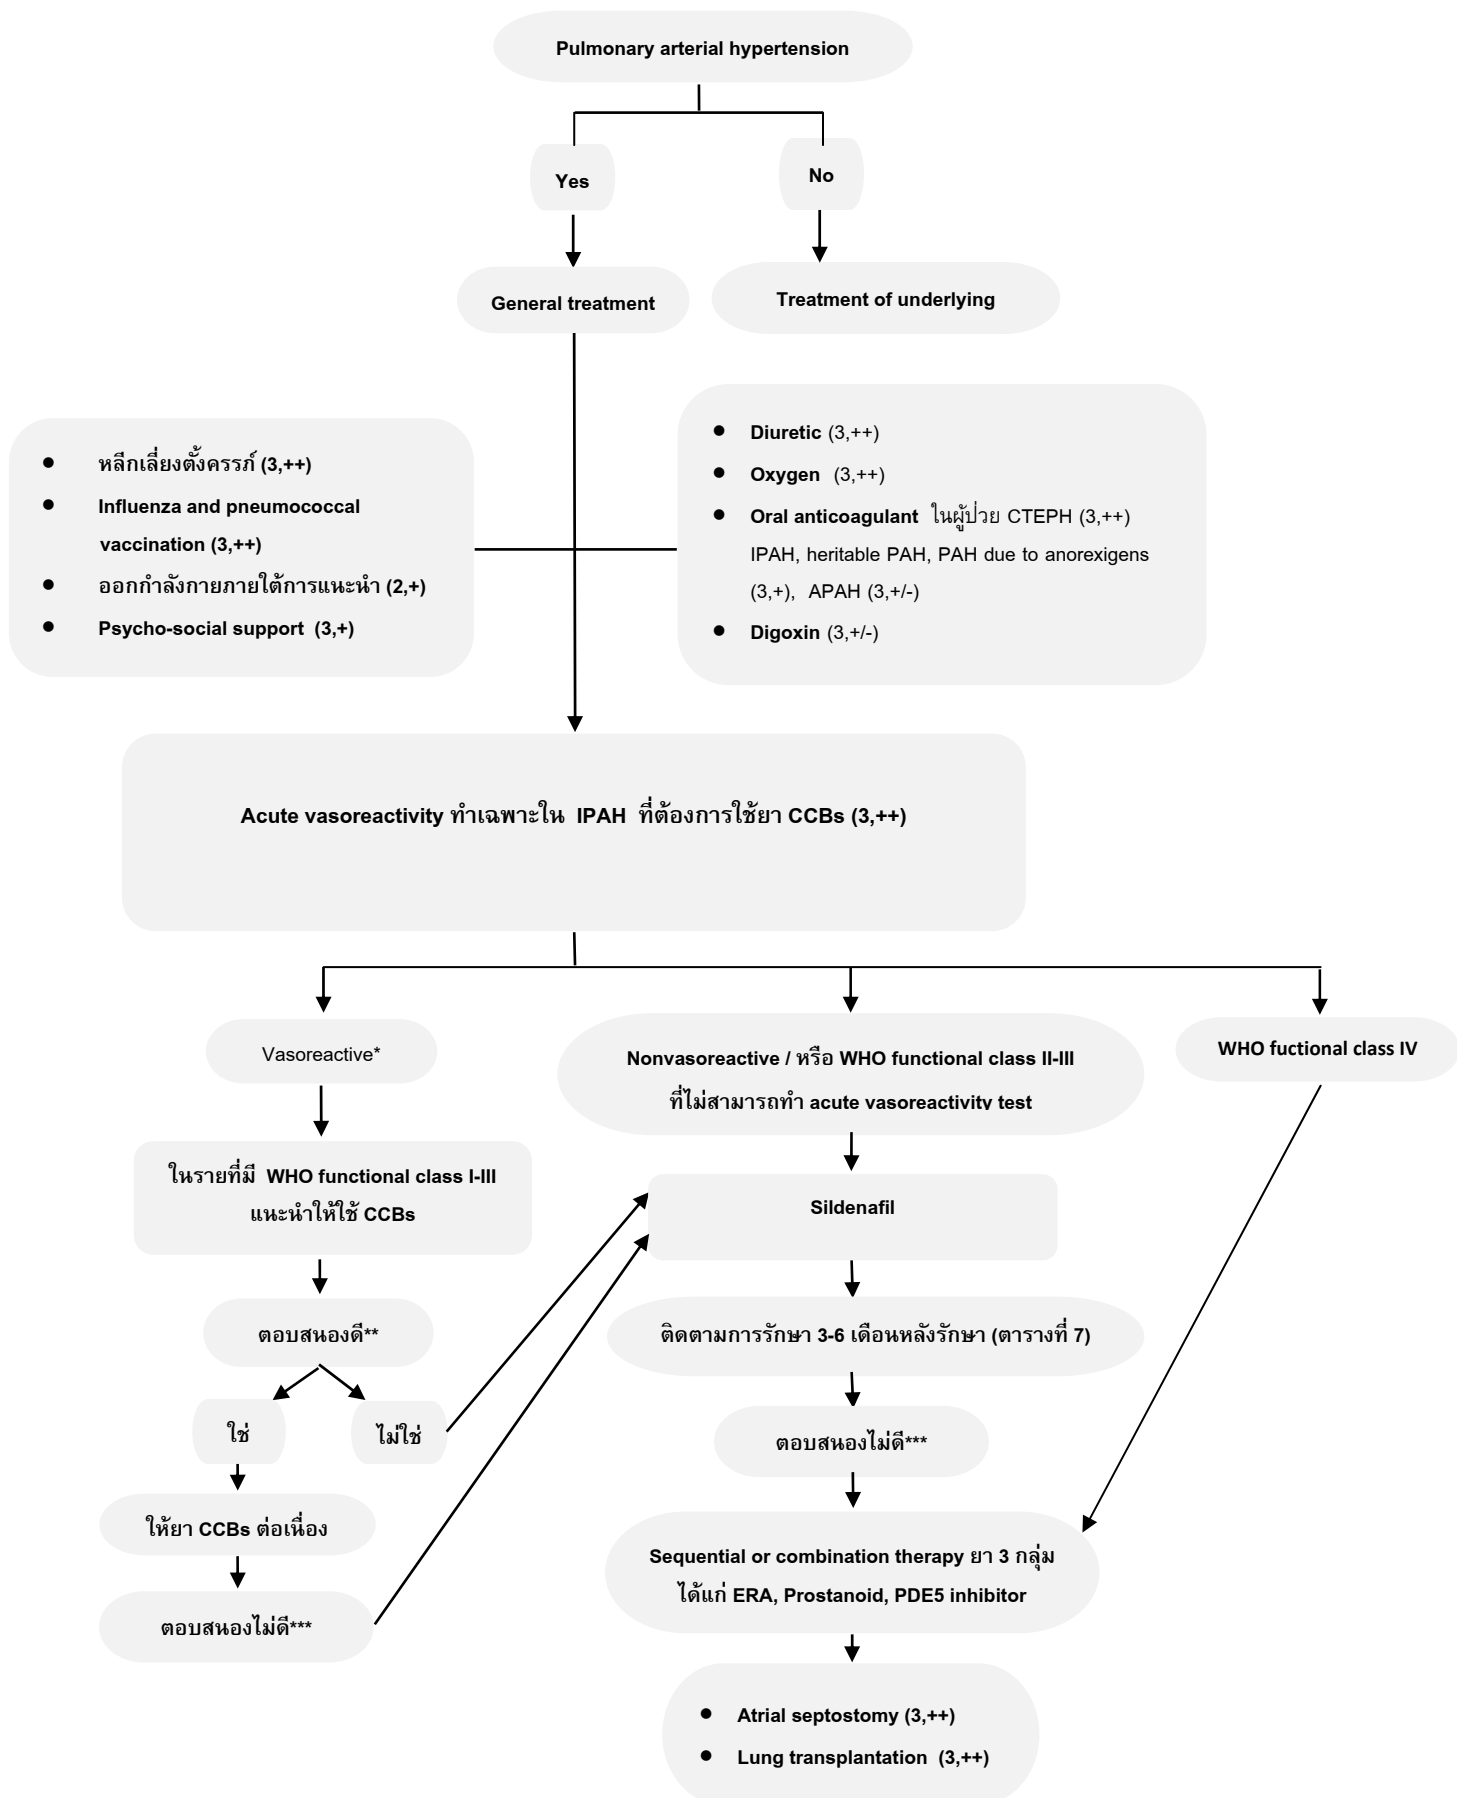 Pulmonary arterial hypertension
Yes
No
General treatment
Treatment of underlying
● หลีกเลี่ยงตั้งครรภ์ (3,++)
● Influenza and pneumococcal
vaccination (3,++)
● ออกกำลังกายภายใต้การแนะนำ (2,+)
● Psycho-social support (3,+)
● Diuretic (3,++)
● Oxygen (3,++)
● Oral anticoagulant ในผู้ป่วย CTEPH (3,++)
IPAH, heritable PAH, PAH due to anorexigens
(3,+), APAH (3,+/-)
● Digoxin (3,+/-)
Acute vasoreactivity ทำเฉพาะใน IPAH ที่ต้องการใช้ยา CCBs (3,++)
Vasoreactive*
Nonvasoreactive / หรือ WHO functional class II-III
ที่ไม่สามารถทำ acute vasoreactivity test
WHO fuctional class IV
ในรายที่มี WHO functional class I-III
แนะนำให้ใช้ CCBs
Sildenafil
ตอบสนองดี**
ติดตามการรักษา 3-6 เดือนหลังรักษา (ตารางที่ 7)
ใช่
ไม่ใช่
ตอบสนองไม่ดี***
ให้ยา CCBs ต่อเนื่อง
Sequential or combination therapy ยา 3 กลุ่ม
ได้แก่ ERA, Prostanoid, PDE5 inhibitor
ตอบสนองไม่ดี***
● Atrial septostomy (3,++)
● Lung transplantation (3,++)